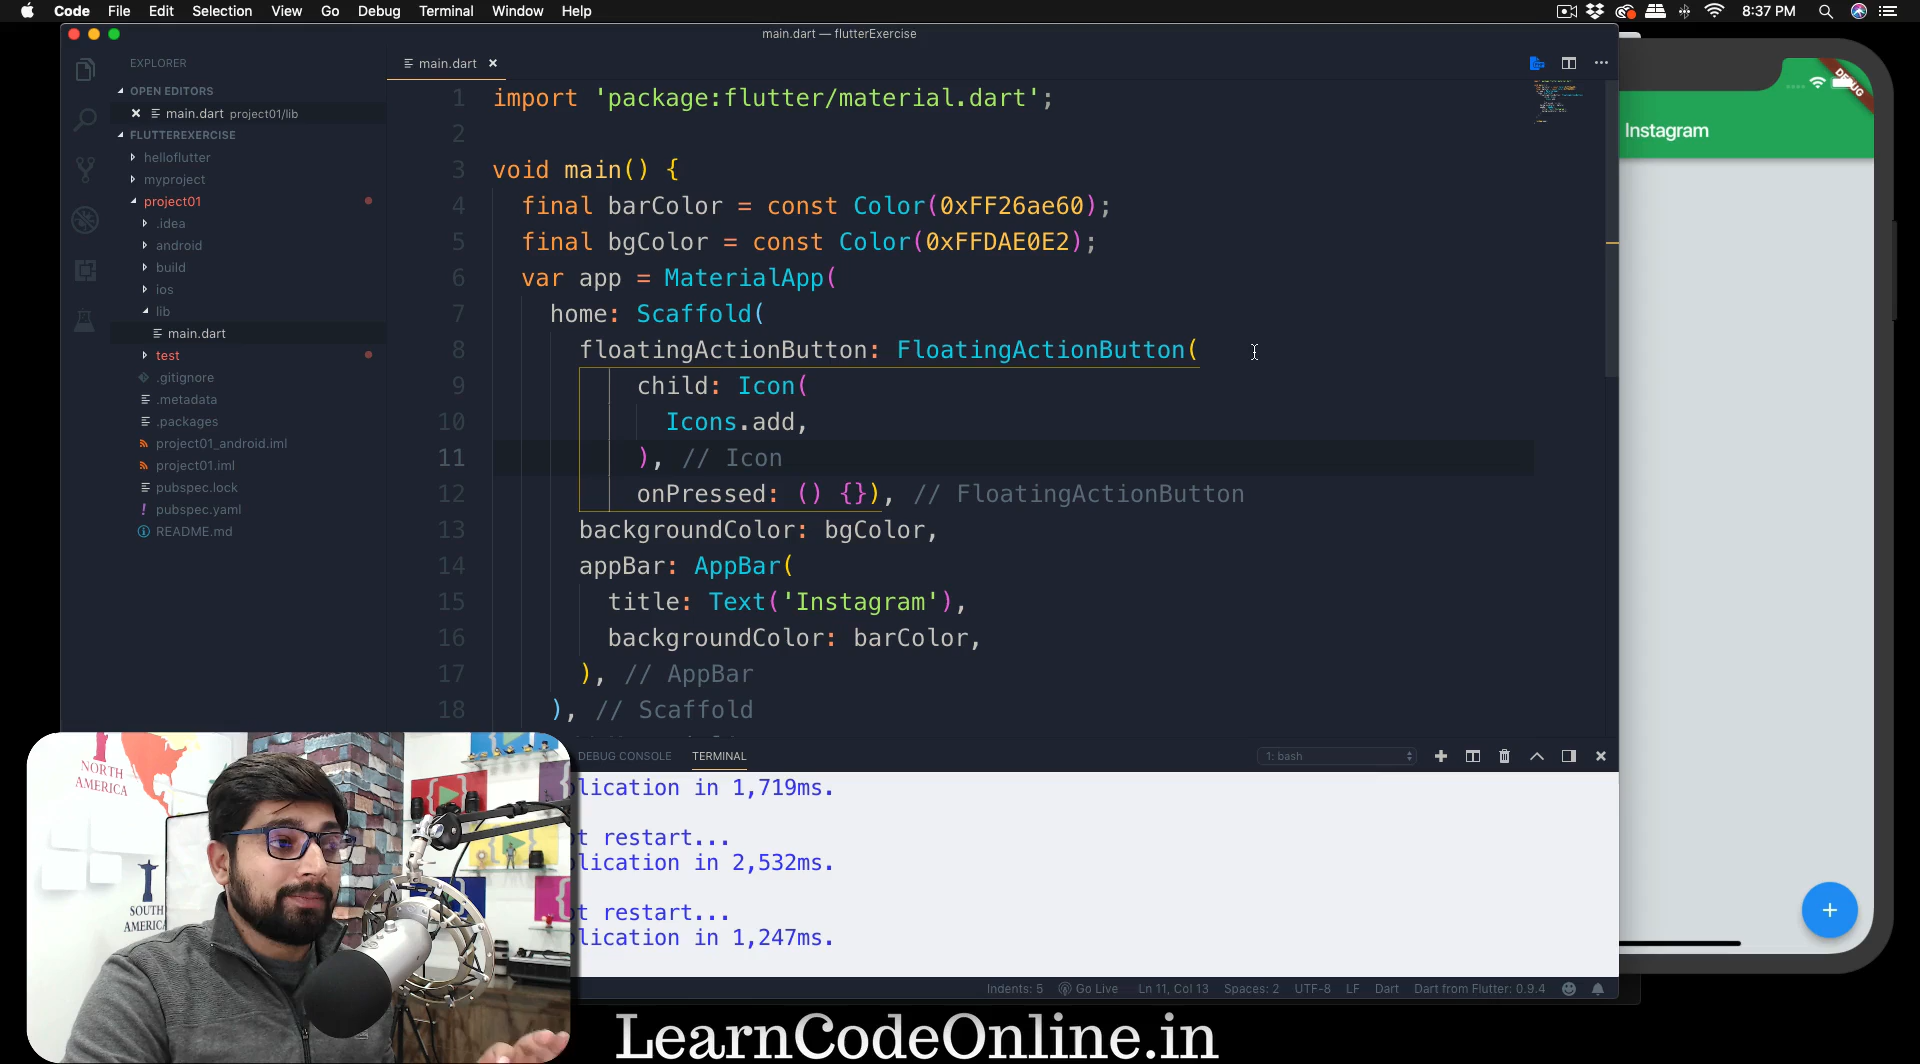 Code File Edit Selection View Go Debug Terminal Window Help 8:37 PM
main.dart — flutterExercise
EXPLORER
OPEN EDITORS
main.dart project01/lib
FLUTTEREXERCISE
helloflutter
myproject
project01
.idea
android
build
ios
lib
main.dart
test
.gitignore
.metadata
.packages
project01_android.iml
project01.iml
pubspec.lock
pubspec.yaml
README.md
main.dart
1 import 'package:flutter/material.dart';
2
3 void main() {
4 final barColor = const Color(0xFF26ae60);
5 final bgColor = const Color(0xFFDAE0E2);
6 var app = MaterialApp(
7 home: Scaffold(
8 floatingActionButton: FloatingActionButton(
9 child: Icon(
10 Icons.add,
11 ), // Icon
12 onPressed: () {}), // FloatingActionButton
13 backgroundColor: bgColor,
14 appBar: AppBar(
15 title: Text('Instagram'),
16 backgroundColor: barColor,
17 ), // AppBar
18 ), // Scaffold
DEBUG CONSOLE TERMINAL 1: bash
plication in 1,719ms.
ot restart...
plication in 2,532ms.
ot restart...
plication in 1,247ms.
Indents: 5 Go Live Ln 11, Col 13 Spaces: 2 UTF-8 LF Dart Dart from Flutter: 0.9.4
DEBUG
Instagram
NORTH
AMERICA
SOUTH
AMERICA
LearnCodeOnline.in